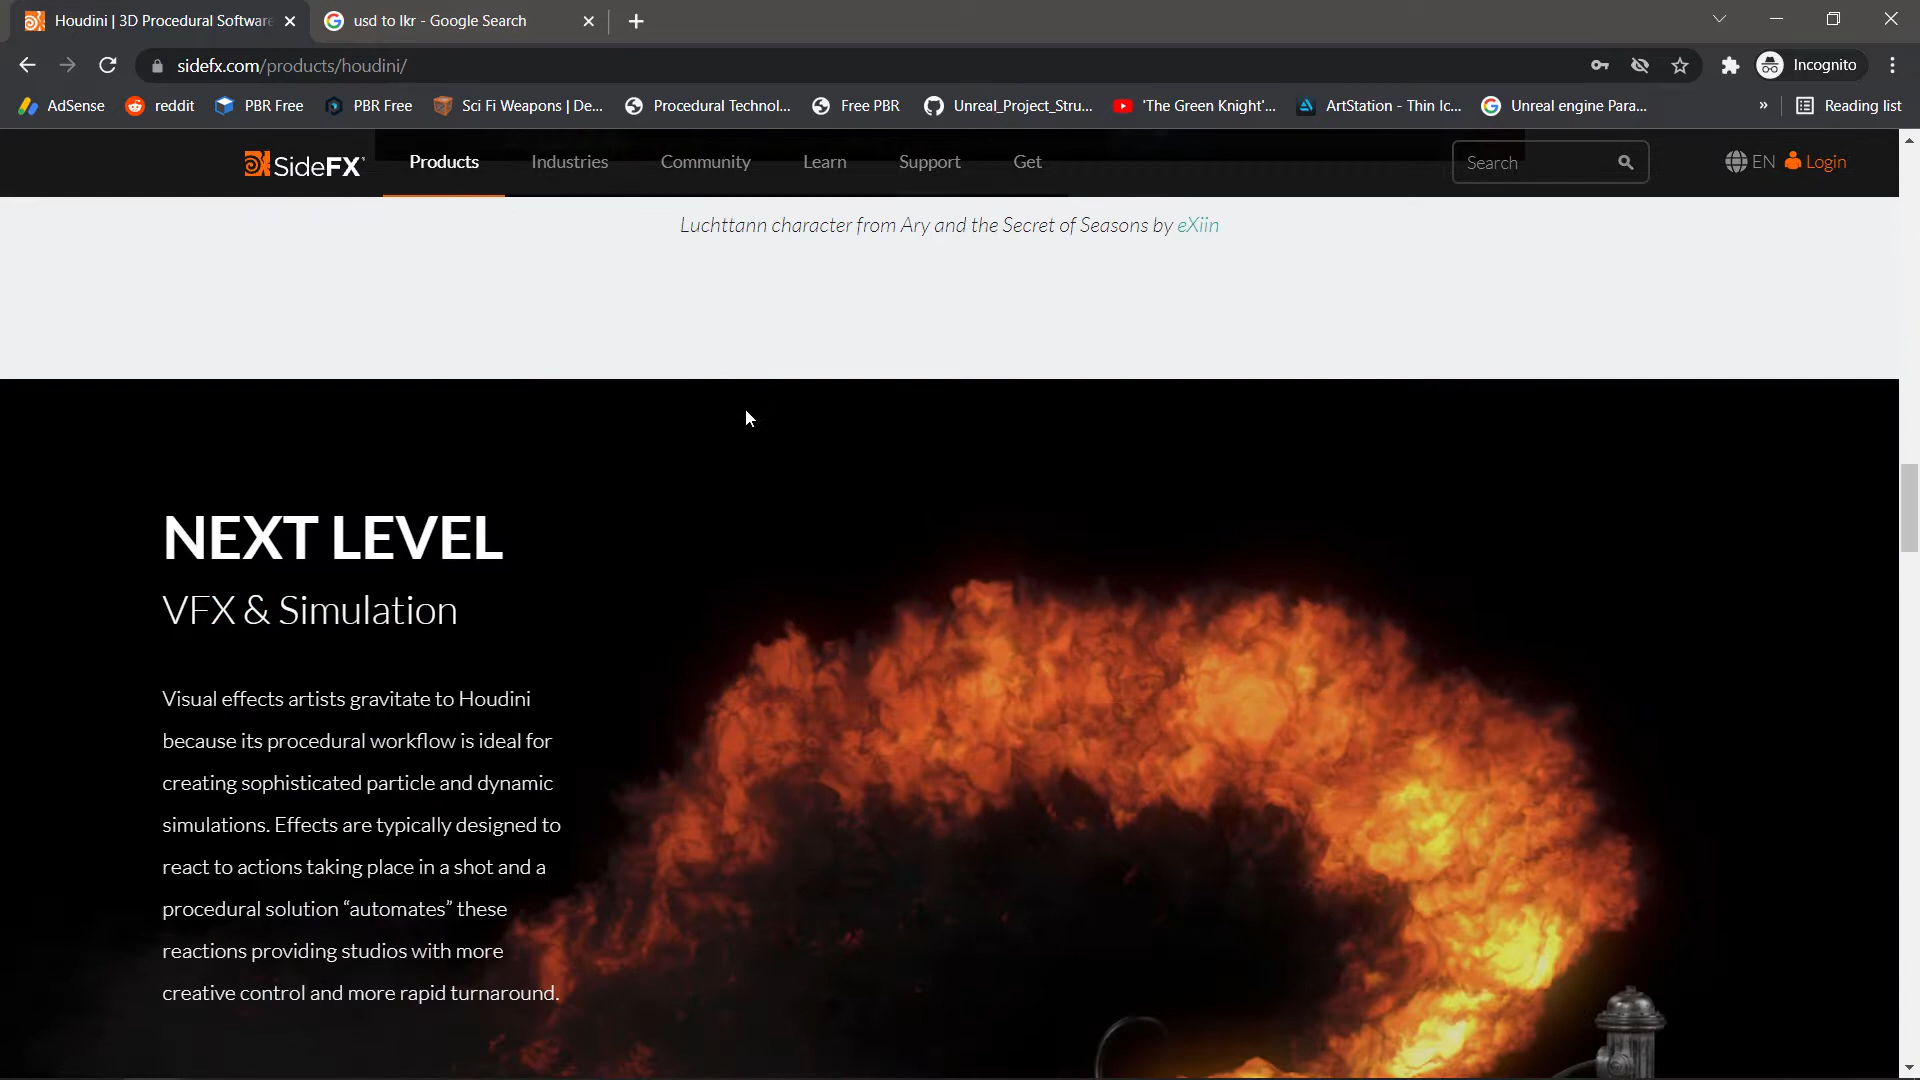 Houdini | 3D Procedural Software
usd to lkr - Google Search
sidefx.com/products/houdini/
Incognito
AdSense
reddit
PBR Free
PBR Free
Sci Fi Weapons | De...
Procedural Technol...
Free PBR
Unreal_Project_Stru...
'The Green Knight'...
ArtStation - Thin Ic...
Unreal engine Para...
»
Reading list
SideFX
Products
Industries
Community
Learn
Support
Get
Search
EN
Login
Luchttann character from Ary and the Secret of Seasons by eXiin
NEXT LEVEL
VFX & Simulation
Visual effects artists gravitate to Houdini
because its procedural workflow is ideal for
creating sophisticated particle and dynamic
simulations. Effects are typically designed to
react to actions taking place in a shot and a
procedural solution “automates” these
reactions providing studios with more
creative control and more rapid turnaround.